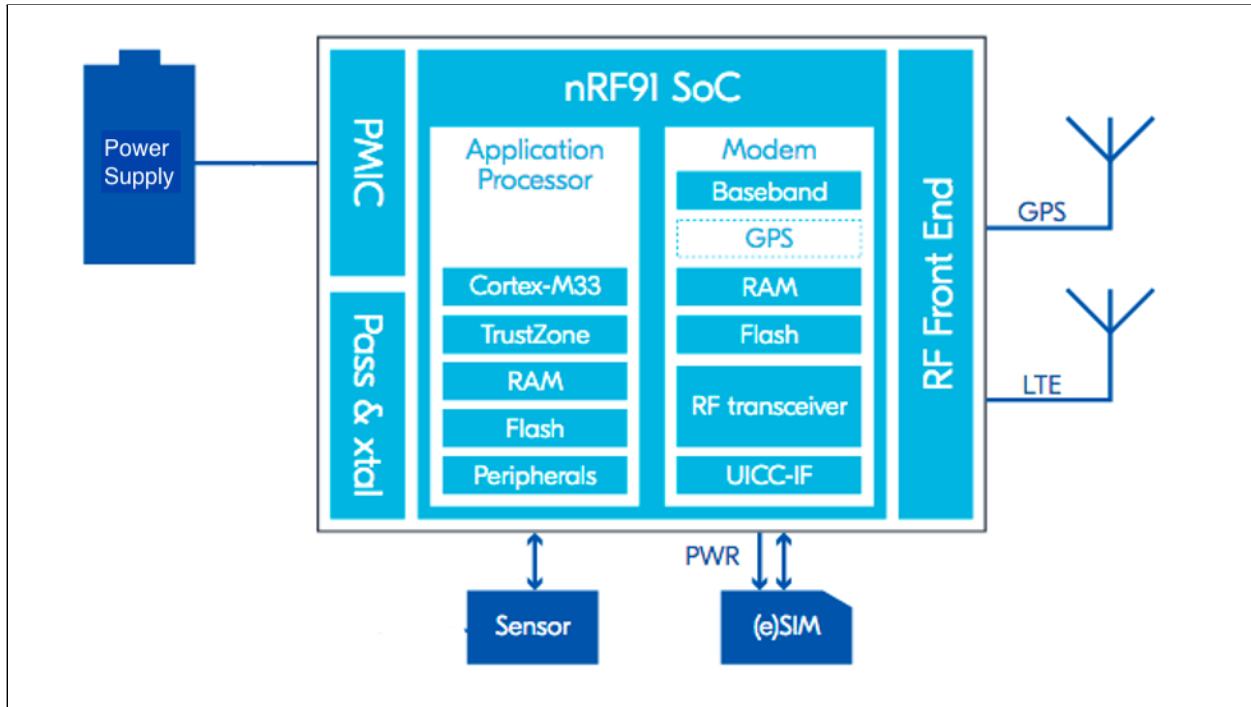 Power
Supply
PMIC
Pass & xtal
nRF91 SoC
Application
Processor
Cortex-M33
TrustZone
RAM
Flash
Peripherals
Modem
Baseband
GPS
RAM
Flash
RF transceiver
UICC-IF
RF Front End
GPS
LTE
PWR
Sensor
(e)SIM